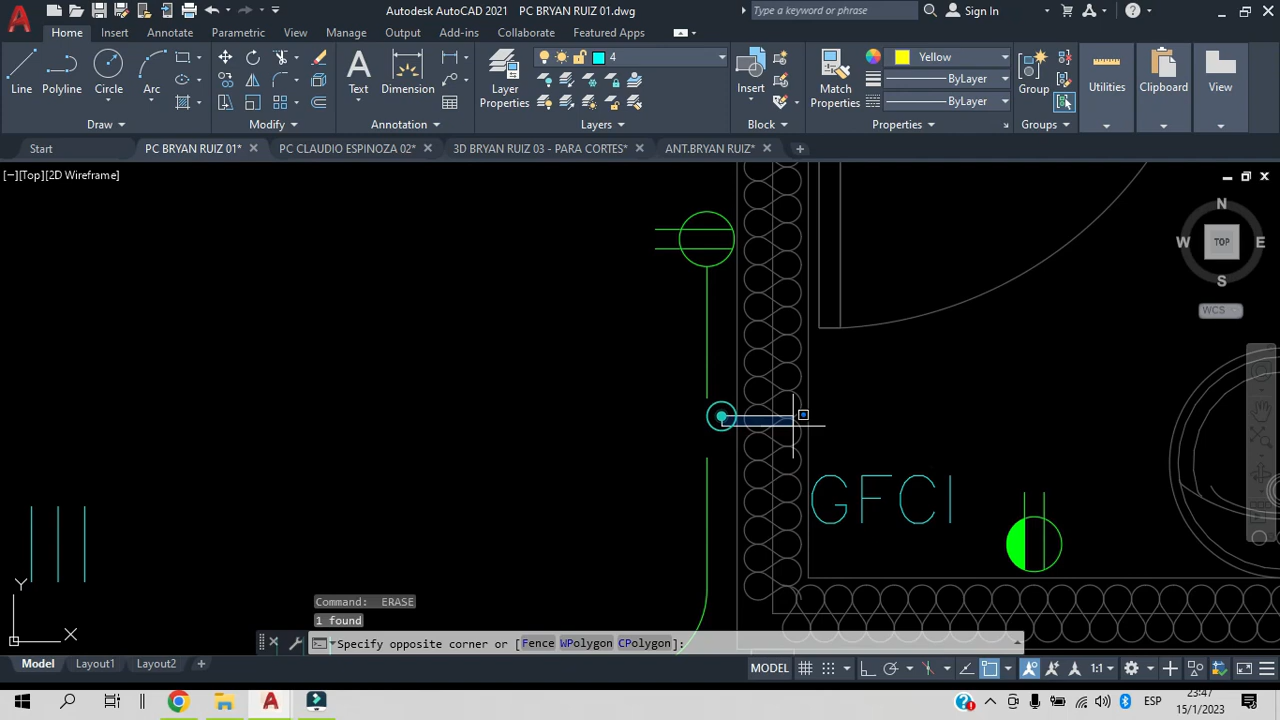 Autodesk AutoCAD 2021 PC BRYAN RUIZ 01.dwg
Type a keyword or phrase
Sign In
Home Insert Annotate Parametric View Manage Output Add-ins Collaborate Featured Apps
Line Polyline Circle Arc
Text Dimension
Layer Properties
4
Insert
Match Properties
Yellow
ByLayer
ByLayer
Group
Utilities Clipboard View
Draw Modify Annotation Layers Block Properties Groups
Start PC BRYAN RUIZ 01* PC CLAUDIO ESPINOZA 02* 3D BRYAN RUIZ 03 - PARA CORTES* ANT.BRYAN RUIZ*
[−][Top][2D Wireframe]
N
W TOP E
S
WCS
GFCI
Y
X
Command: ERASE
1 found
Specify opposite corner or [Fence WPolygon CPolygon]:
Model Layout1 Layout2
MODEL
1:1
ESP
23:47
15/1/2023